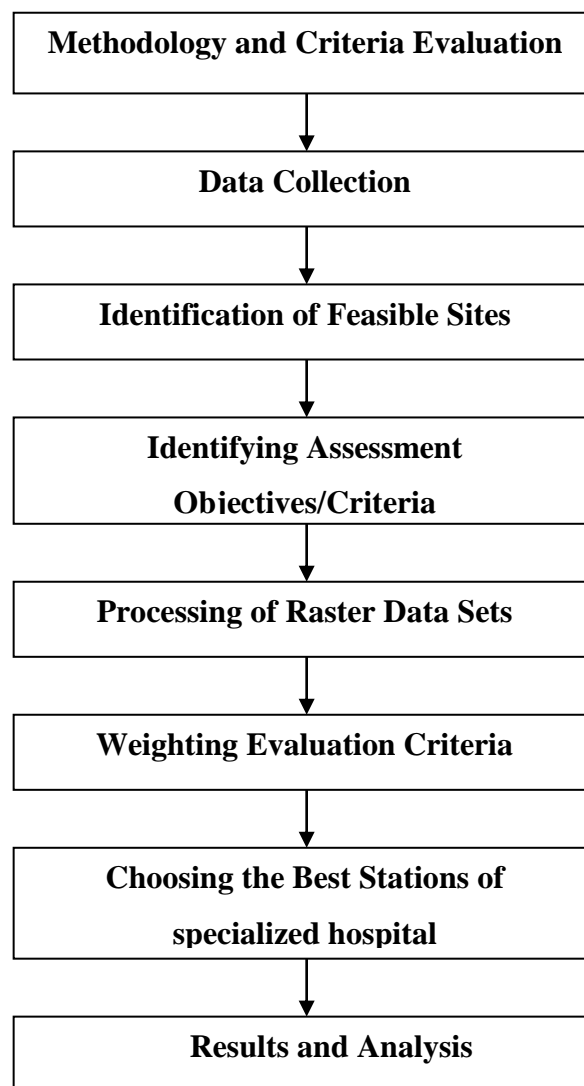 Methodology and Criteria Evaluation
Data Collection
Identification of Feasible Sites
Identifying Assessment
Objectives/Criteria
Processing of Raster Data Sets
Weighting Evaluation Criteria
Choosing the Best Stations of
specialized hospital
Results and Analysis